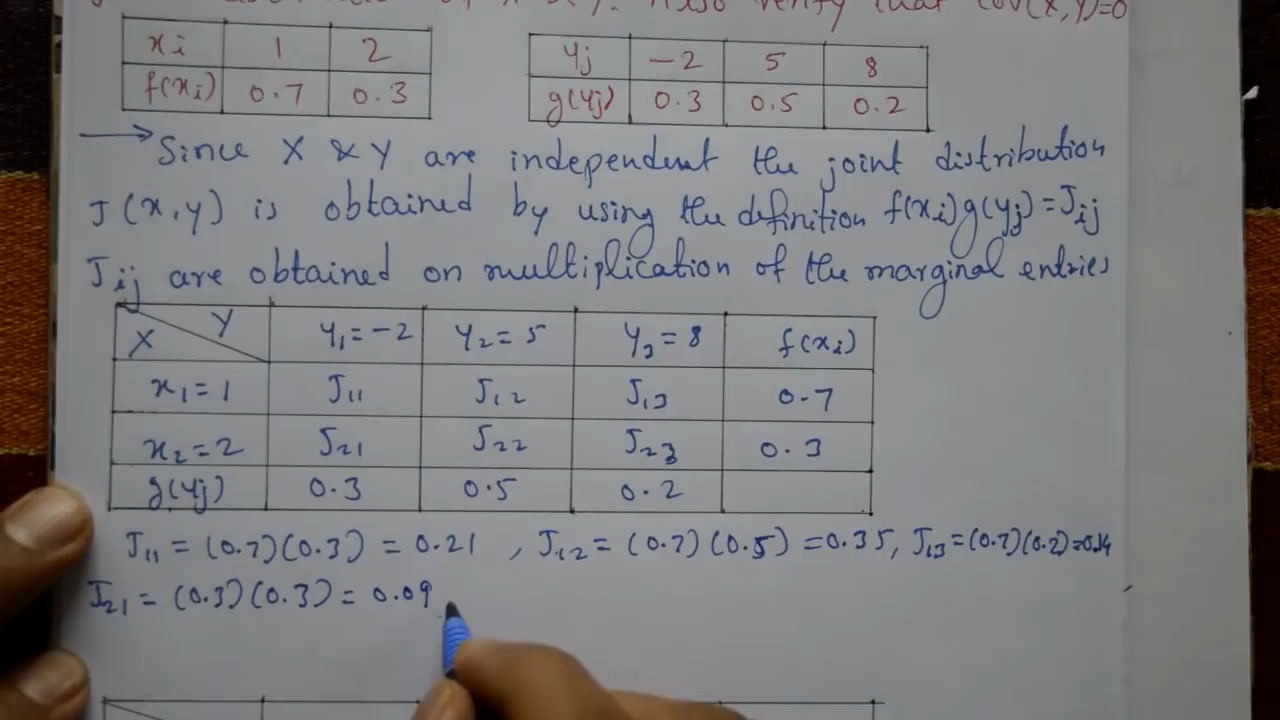 Also verify that COV(X,Y)=0
xi 1 2
f(xi) 0.7 0.3
yj -2 5 8
g(yj) 0.3 0.5 0.2
→ Since X & Y are independent the joint distribution
J(x,y) is obtained by using the definition f(xi)g(yj)=Jij
Jij are obtained on multiplication of the marginal entries
X Y y1=-2 y2=5 y3=8 f(xi)
x1=1 J11 J12 J13 0.7
x2=2 J21 J22 J23 0.3
g(yj) 0.3 0.5 0.2
J11 = (0.7)(0.3) = 0.21 , J12 = (0.7)(0.5) =0.35, J13=(0.7)(0.2)=0.14
J21 = (0.3)(0.3) = 0.09